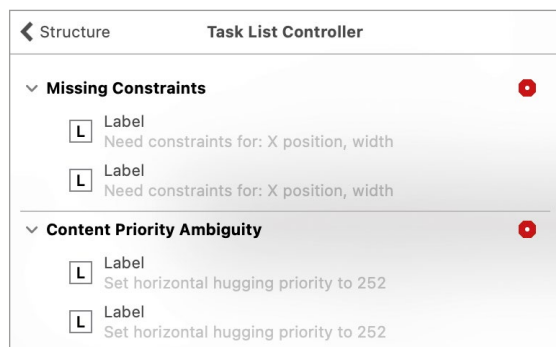 Structure
Task List Controller
Missing Constraints
L
Label
Need constraints for: X position, width
L
Label
Need constraints for: X position, width
Content Priority Ambiguity
L
Label
Set horizontal hugging priority to 252
L
Label
Set horizontal hugging priority to 252